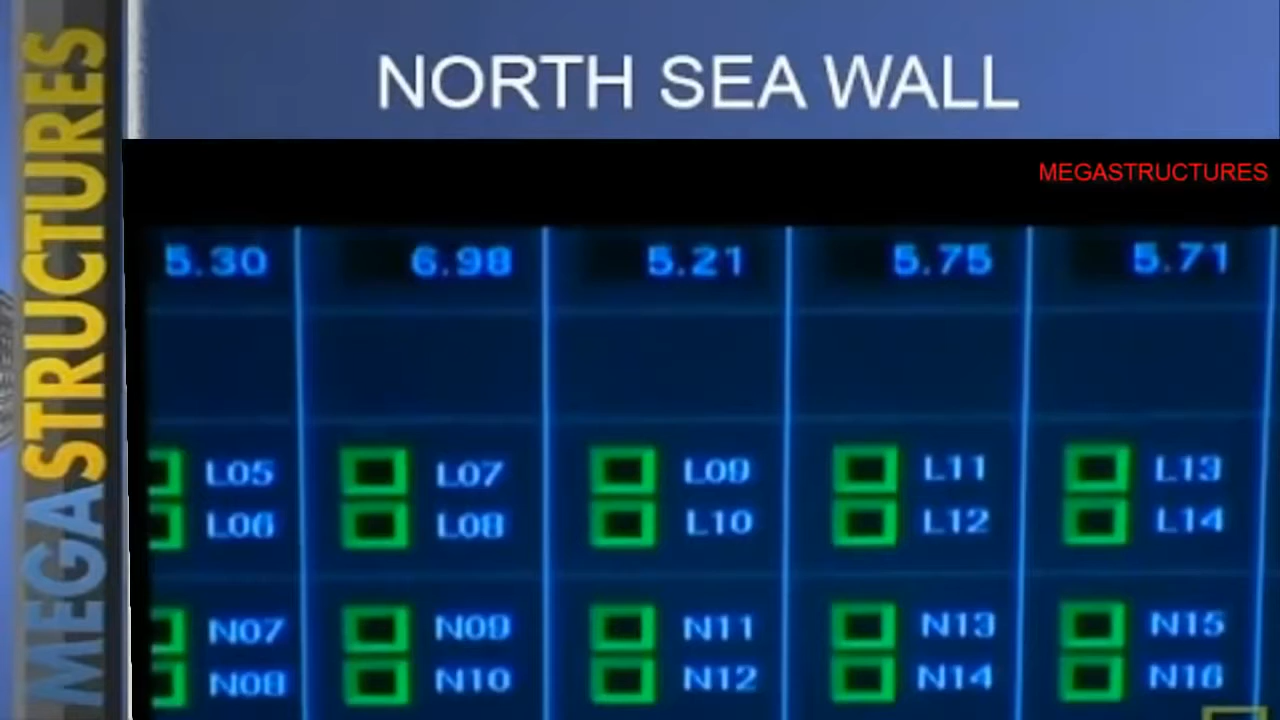 MEGASTRUCTURES
NORTH SEA WALL
MEGASTRUCTURES
5.30 6.98 5.21 5.75 5.71
L05 L07 L09 L11 L13
L06 L08 L10 L12 L14
N07 N09 N11 N13 N15
N08 N10 N12 N14 N16